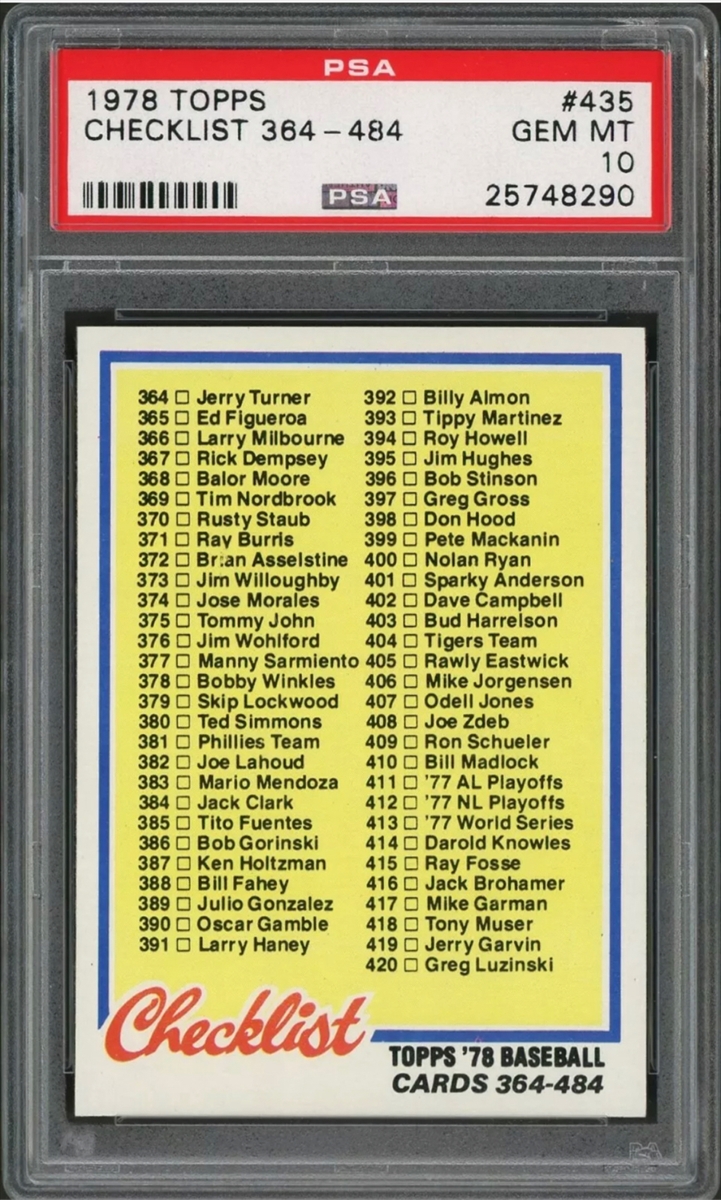 PSA
1978 TOPPS #435
CHECKLIST 364-484 GEM MT
10
PSA 25748290
364 □ Jerry Turner
365 □ Ed Figueroa
366 □ Larry Milbourne
367 □ Rick Dempsey
368 □ Balor Moore
369 □ Tim Nordbrook
370 □ Rusty Staub
371 □ Ray Burris
372 □ Brian Asselstine
373 □ Jim Willoughby
374 □ Jose Morales
375 □ Tommy John
376 □ Jim Wohlford
377 □ Manny Sarmiento
378 □ Bobby Winkles
379 □ Skip Lockwood
380 □ Ted Simmons
381 □ Phillies Team
382 □ Joe Lahoud
383 □ Mario Mendoza
384 □ Jack Clark
385 □ Tito Fuentes
386 □ Bob Gorinski
387 □ Ken Holtzman
388 □ Bill Fahey
389 □ Julio Gonzalez
390 □ Oscar Gamble
391 □ Larry Haney
392 □ Billy Almon
393 □ Tippy Martinez
394 □ Roy Howell
395 □ Jim Hughes
396 □ Bob Stinson
397 □ Greg Gross
398 □ Don Hood
399 □ Pete Mackanin
400 □ Nolan Ryan
401 □ Sparky Anderson
402 □ Dave Campbell
403 □ Bud Harrelson
404 □ Tigers Team
405 □ Rawly Eastwick
406 □ Mike Jorgensen
407 □ Odell Jones
408 □ Joe Zdeb
409 □ Ron Schueler
410 □ Bill Madlock
411 □ '77 AL Playoffs
412 □ '77 NL Playoffs
413 □ '77 World Series
414 □ Darold Knowles
415 □ Ray Fosse
416 □ Jack Brohamer
417 □ Mike Garman
418 □ Tony Muser
419 □ Jerry Garvin
420 □ Greg Luzinski
Checklist
TOPPS '78 BASEBALL
CARDS 364-484
PSA